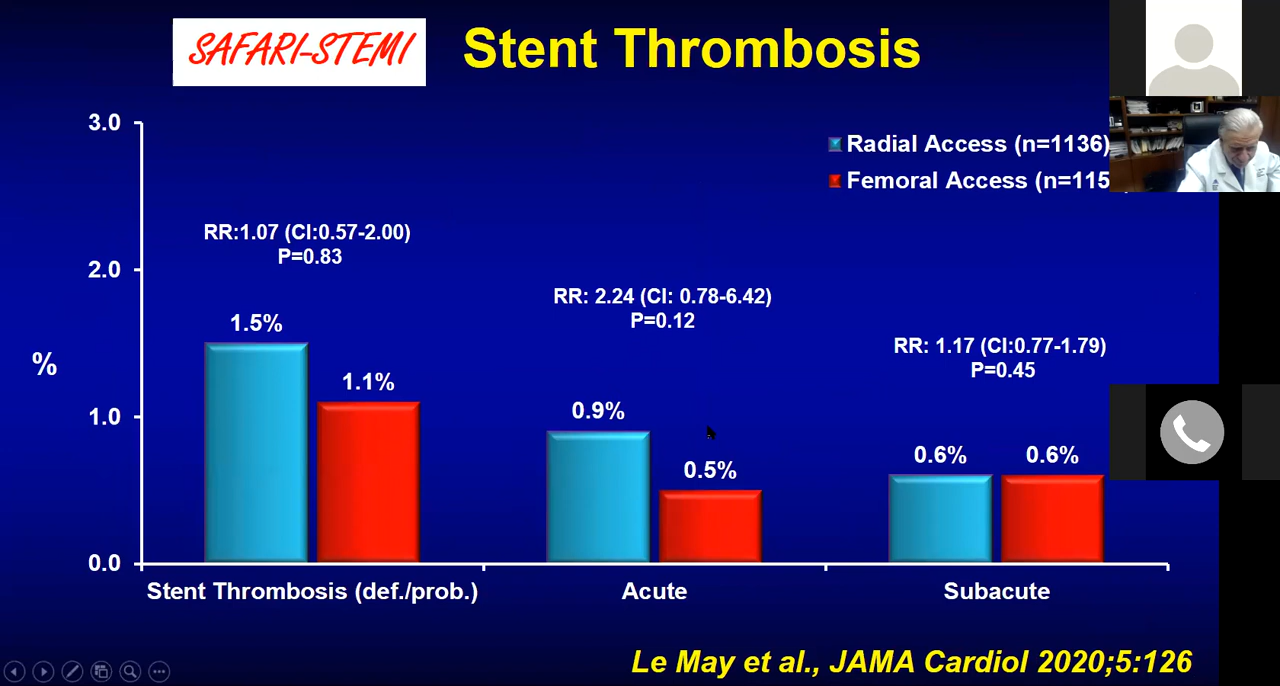 SAFARI-STEMI
Stent Thrombosis
3.0
2.0
1.0
0.0
%
Radial Access (n=1136)
Femoral Access (n=115
RR:1.07 (CI:0.57-2.00)
P=0.83
RR: 2.24 (CI: 0.78-6.42)
P=0.12
RR: 1.17 (CI:0.77-1.79)
P=0.45
1.5%
1.1%
0.9%
0.5%
0.6%
0.6%
Stent Thrombosis (def./prob.)
Acute
Subacute
Le May et al., JAMA Cardiol 2020;5:126